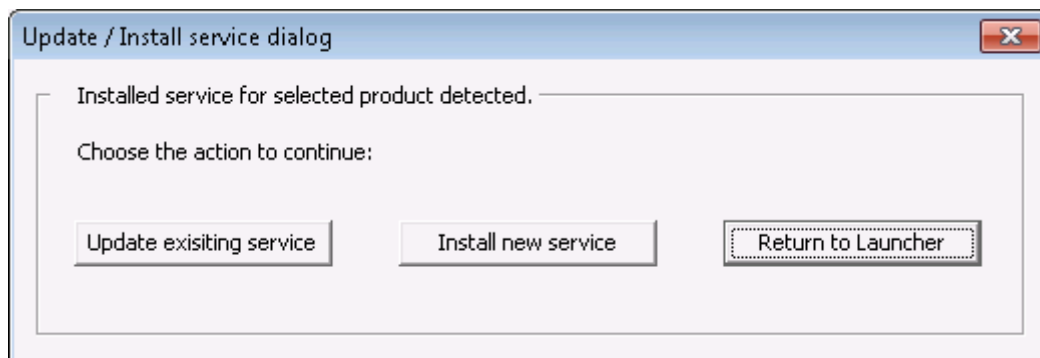 Update / Install service dialog
Installed service for selected product detected.
Choose the action to continue:
Update exisiting service
Install new service
Return to Launcher